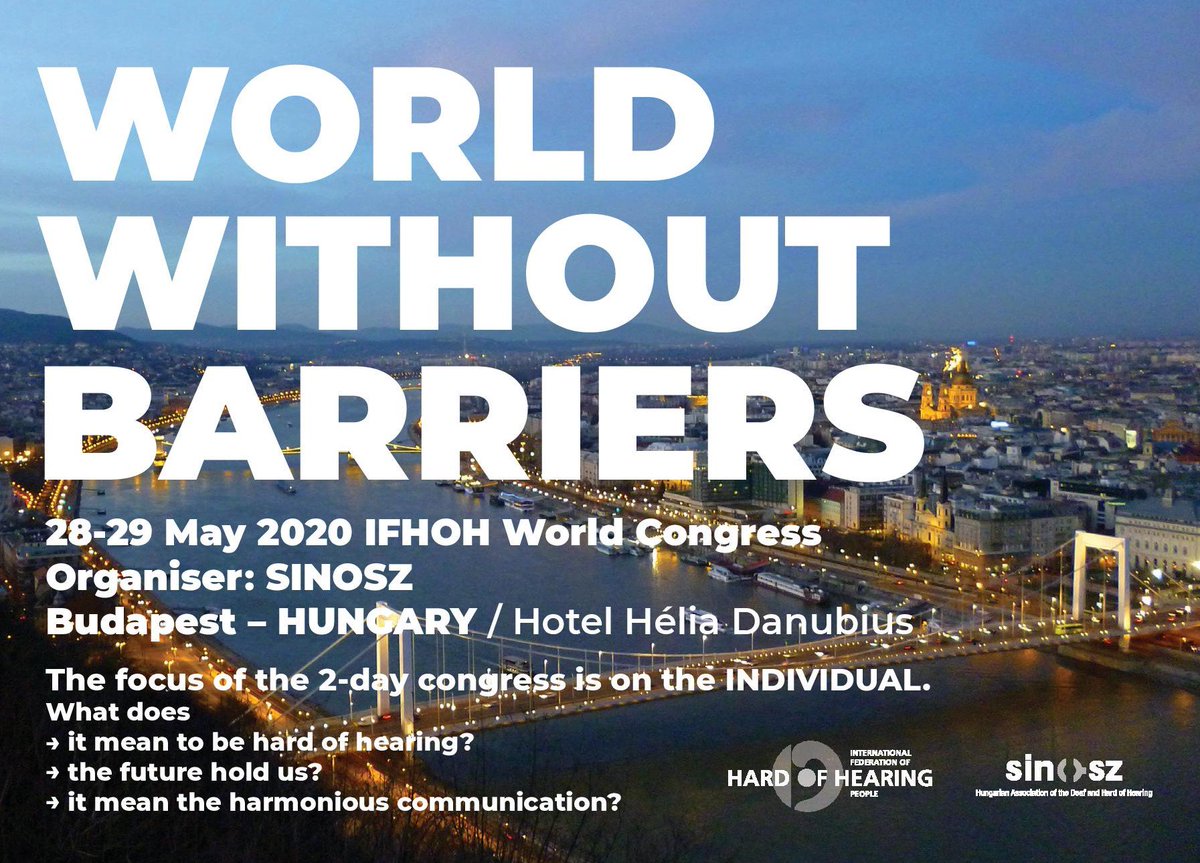 WORLD
WITHOUT
BARRIERS
28-29 May 2020 IFHOH World Congress
Organiser: SINOSZ
Budapest – HUNGARY / Hotel Hélia Danubius
The focus of the 2-day congress is on the INDIVIDUAL.
What does
→ it mean to be hard of hearing?
→ the future hold us?
→ it mean the harmonious communication?
INTERNATIONAL
FEDERATION OF
HARD OF HEARING
PEOPLE
sinosz
Hungarian Association of the Deaf and Hard of Hearing